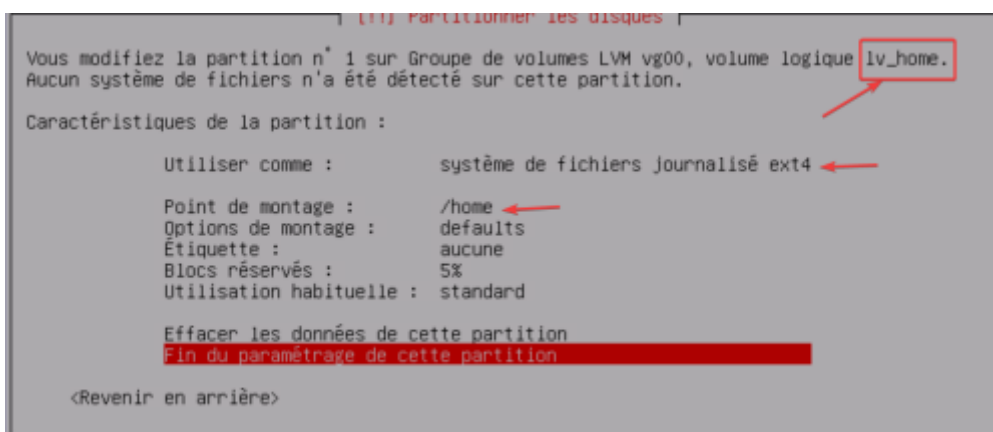 [!!] Partitionner les disques
Vous modifiez la partition n° 1 sur Groupe de volumes LVM vg00, volume logique lv_home.
Aucun système de fichiers n'a été détecté sur cette partition.
Caractéristiques de la partition :
Utiliser comme : système de fichiers journalisé ext4
Point de montage : /home
Options de montage : defaults
Étiquette : aucune
Blocs réservés : 5%
Utilisation habituelle : standard
Effacer les données de cette partition
Fin du paramétrage de cette partition
<Revenir en arrière>